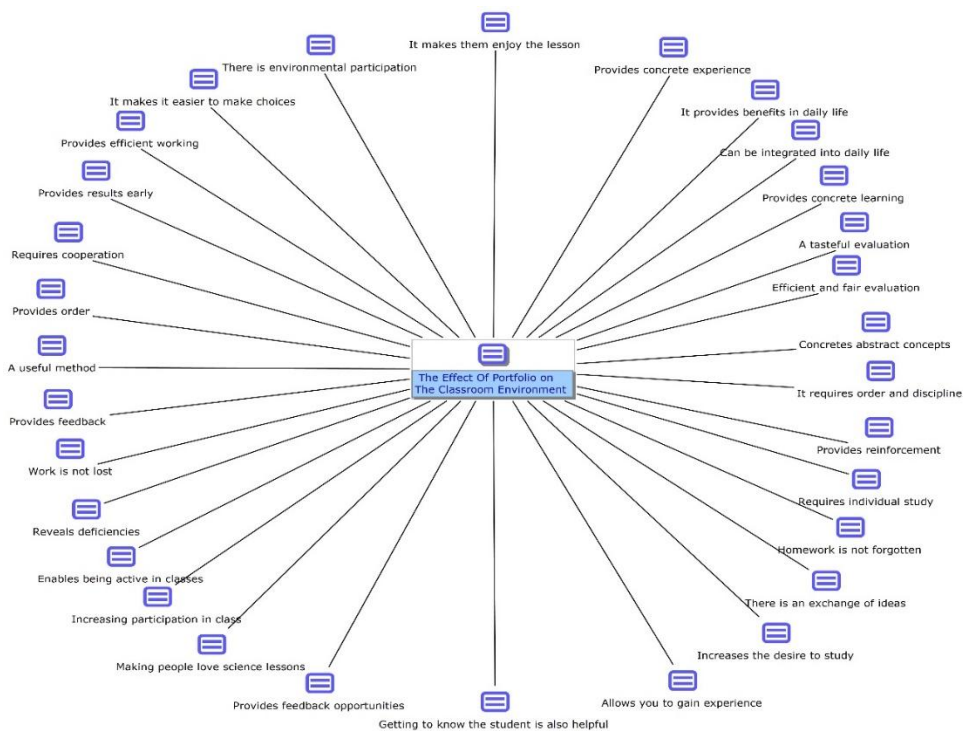 It makes them enjoy the lesson
There is environmental participation
Provides concrete experience
It makes it easier to make choices
It provides benefits in daily life
Provides efficient working
Can be integrated into daily life
Provides results early
Provides concrete learning
Requires cooperation
A tasteful evaluation
Provides order
Efficient and fair evaluation
A useful method
Concretes abstract concepts
The Effect Of Portfolio on
The Classroom Environment
It requires order and discipline
Provides feedback
Provides reinforcement
Work is not lost
Requires individual study
Reveals deficiencies
Homework is not forgotten
Enables being active in classes
There is an exchange of ideas
Increasing participation in class
Increases the desire to study
Making people love science lessons
Provides feedback opportunities
Allows you to gain experience
Getting to know the student is also helpful